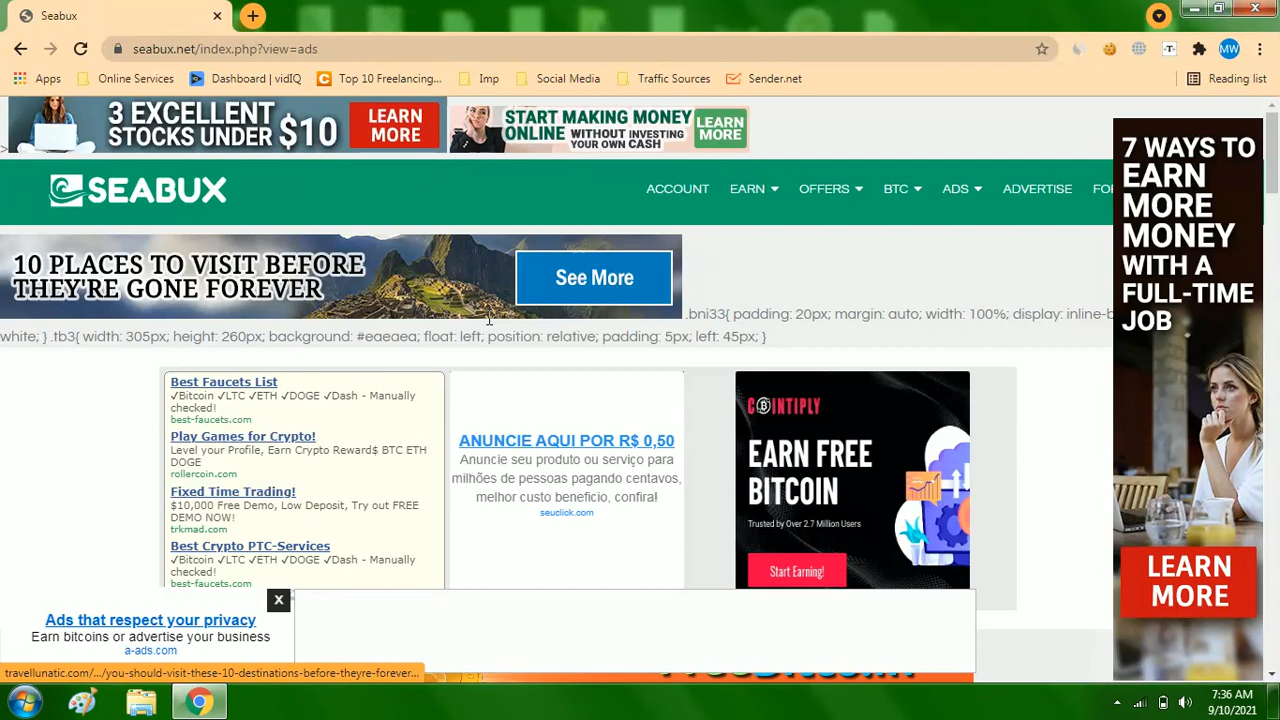 Seabux
seabux.net/index.php?view=ads
MW
Apps
Online Services
Dashboard | vidIQ
Top 10 Freelancing...
Imp
Social Media
Traffic Sources
Sender.net
Reading list
3 EXCELLENT
STOCKS UNDER $10
LEARN
MORE
START MAKING MONEY
ONLINE WITHOUT INVESTING
YOUR OWN CASH
LEARN
MORE
>
SEABUX
ACCOUNT
EARN
OFFERS
BTC
ADS
ADVERTISE
FO
10 PLACES TO VISIT BEFORE
THEY'RE GONE FOREVER
See More
.bni33{ padding: 20px; margin: auto; width: 100%; display: inline-b
white; } .tb3{ width: 305px; height: 260px; background: #eaeaea; float: left; position: relative; padding: 5px; left: 45px; }
Best Faucets List
✓Bitcoin ✓LTC ✓ETH ✓DOGE ✓Dash - Manually
checked!
best-faucets.com
Play Games for Crypto!
Level your Profile, Earn Crypto Reward$ BTC ETH
DOGE
rollercoin.com
Fixed Time Trading!
$10,000 Free Demo, Low Deposit, Try out FREE
DEMO NOW!
trkmad.com
Best Crypto PTC-Services
✓Bitcoin ✓LTC ✓ETH ✓DOGE ✓Dash - Manually
checked!
best-faucets.com
ANUNCIE AQUI POR R$ 0,50
Anuncie seu produto ou serviço para
milhões de pessoas pagando centavos,
melhor custo beneficio, confira!
seuclick.com
COINTIPLY
EARN FREE
BITCOIN
Trusted by Over 2.7 Million Users
Start Earning!
7 WAYS TO
EARN
MORE
MONEY
WITH A
FULL-TIME
JOB
LEARN
MORE
X
Ads that respect your privacy
Earn bitcoins or advertise your business
a-ads.com
travellunatic.com/.../you-should-visit-these-10-destinations-before-theyre-forever...
7:36 AM
9/10/2021